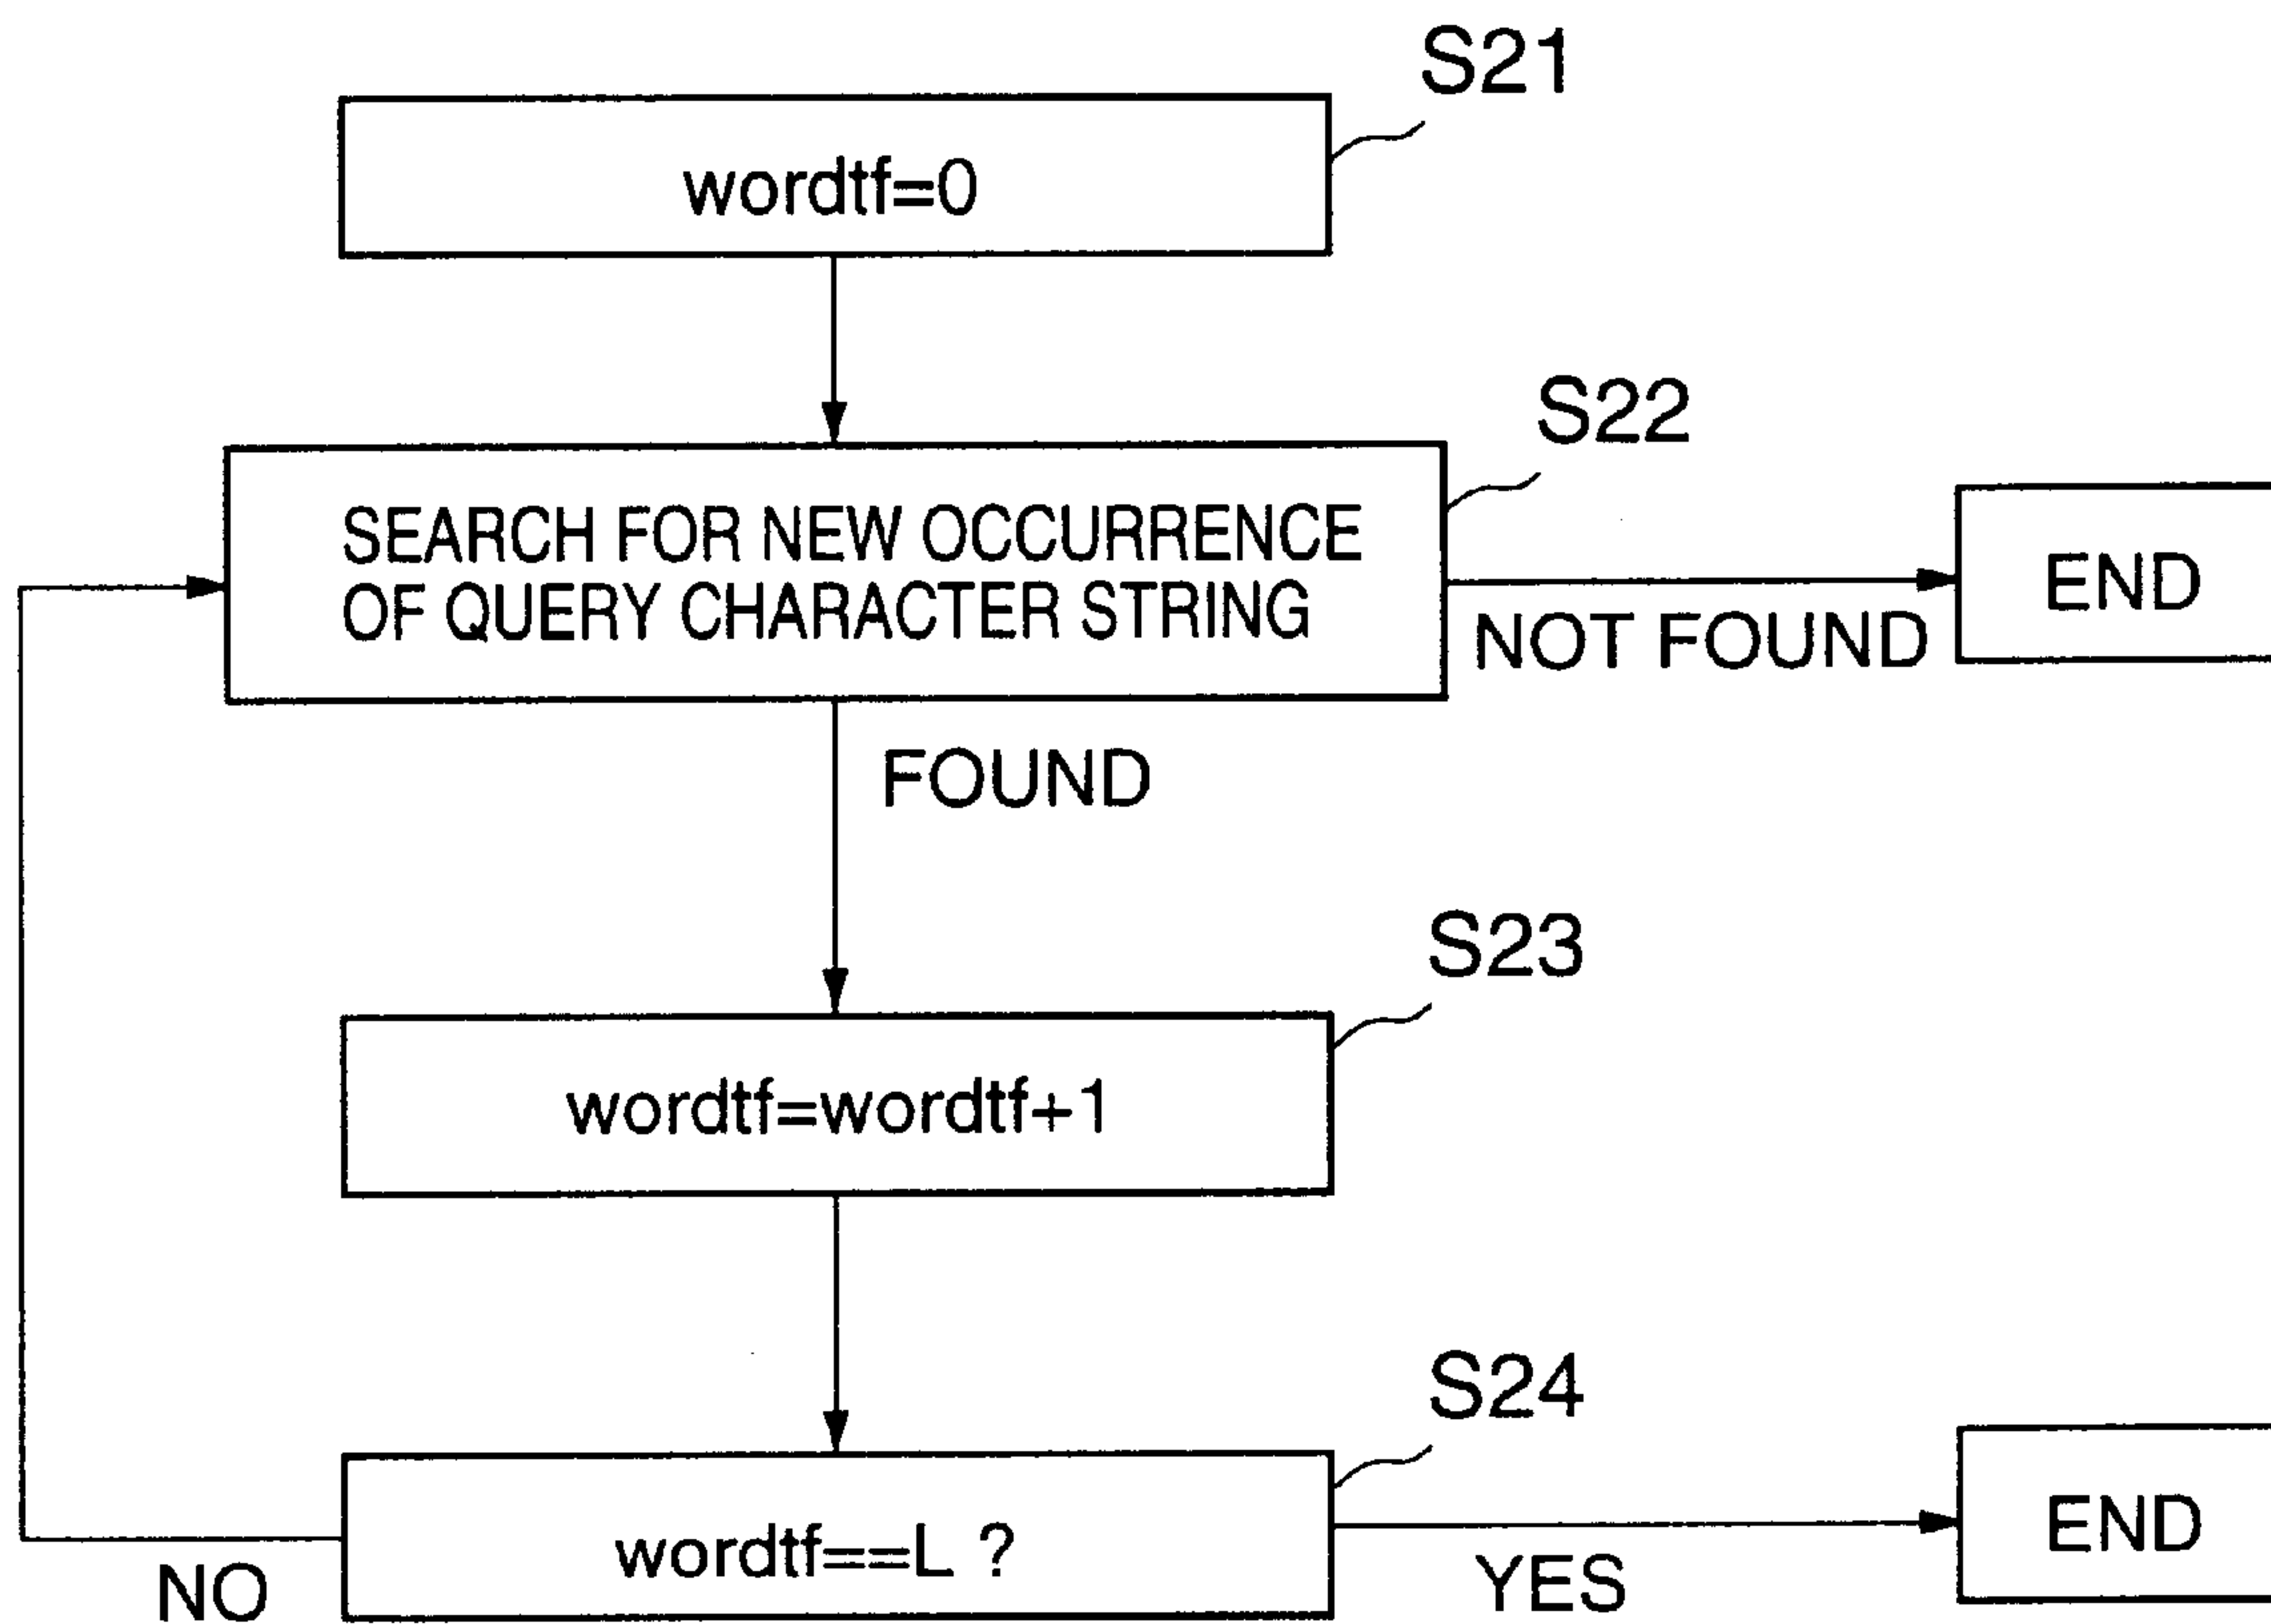 S21
wordtf=0
S22
SEARCH FOR NEW OCCURRENCE
OF QUERY CHARACTER STRING
END
NOT FOUND
FOUND
S23
wordtf=wordtf+1
S24
wordtf==L ?
END
NO
YES